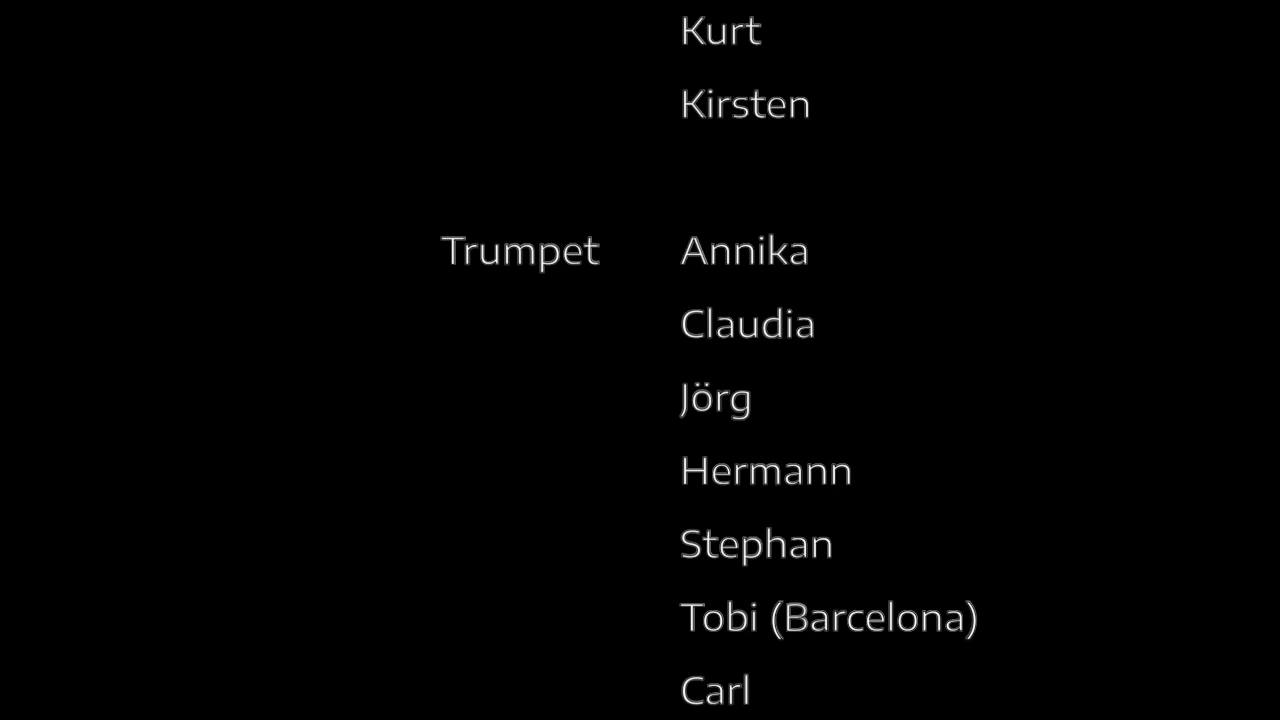 Kurt
Kirsten
Trumpet Annika
Claudia
Jörg
Hermann
Stephan
Tobi (Barcelona)
Carl